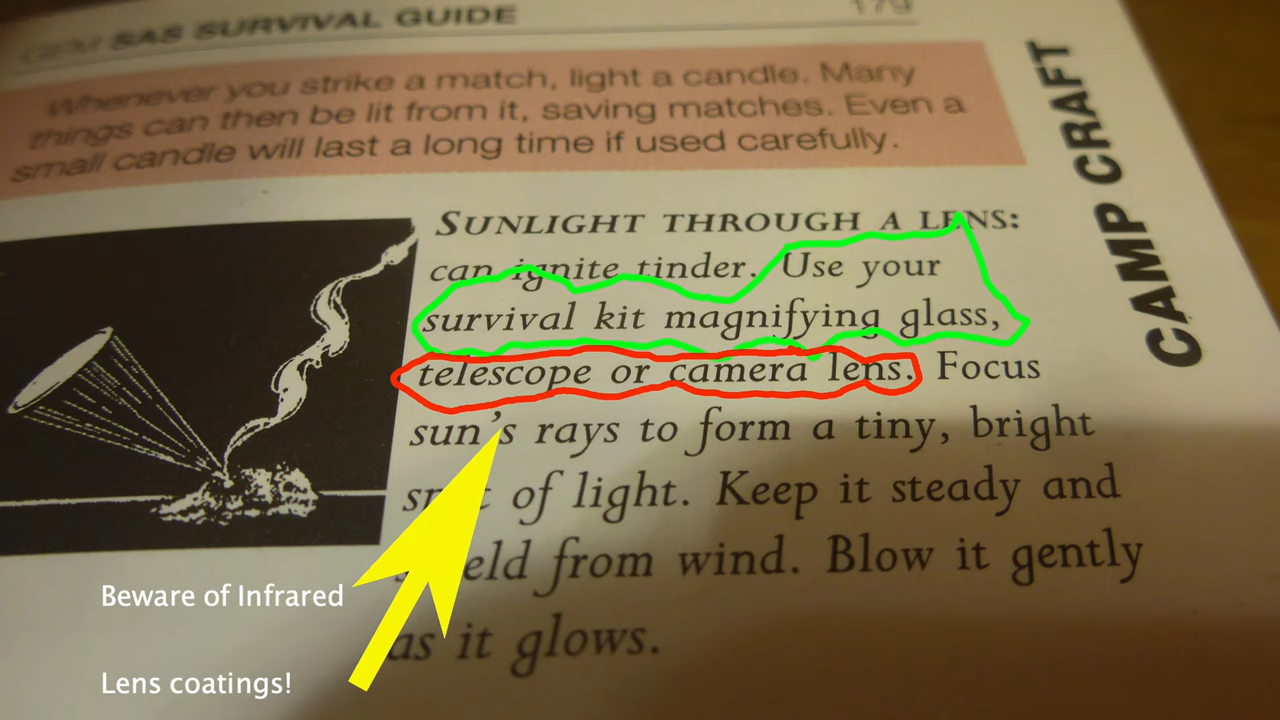 GEM SAS SURVIVAL GUIDE 179
Whenever you strike a match, light a candle. Many
things can then be lit from it, saving matches. Even a
small candle will last a long time if used carefully.
CAMP CRAFT
SUNLIGHT THROUGH A LENS:
can ignite tinder. Use your
survival kit magnifying glass,
telescope or camera lens. Focus
sun's rays to form a tiny, bright
of light. Keep it steady and
from wind. Blow it gently
as it glows.
Beware of Infrared
Lens coatings!